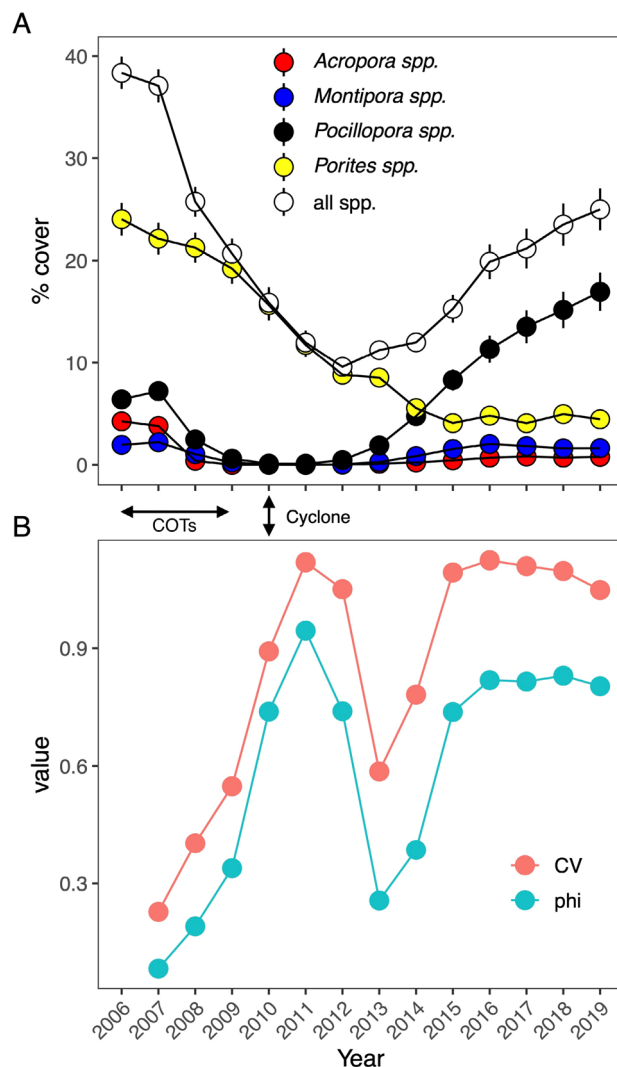 A
40
30
20
10
0
% cover
Acropora spp.
Montipora spp.
Pocillopora spp.
Porites spp.
all spp.
COTs
Cyclone
B
0.9
0.6
0.3
value
CV
phi
2006 2007 2008 2009 2010 2011 2012 2013 2014 2015 2016 2017 2018 2019
Year